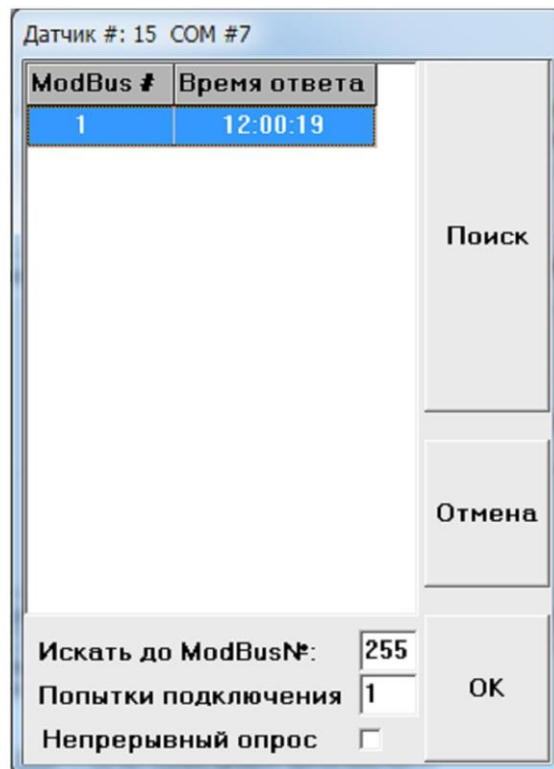 Датчик #: 15 COM #7
ModBus # Время ответа
1 12:00:19
Поиск
Отмена
Искать до ModBus№: 255
Попытки подключения 1
Непрерывный опрос
OK